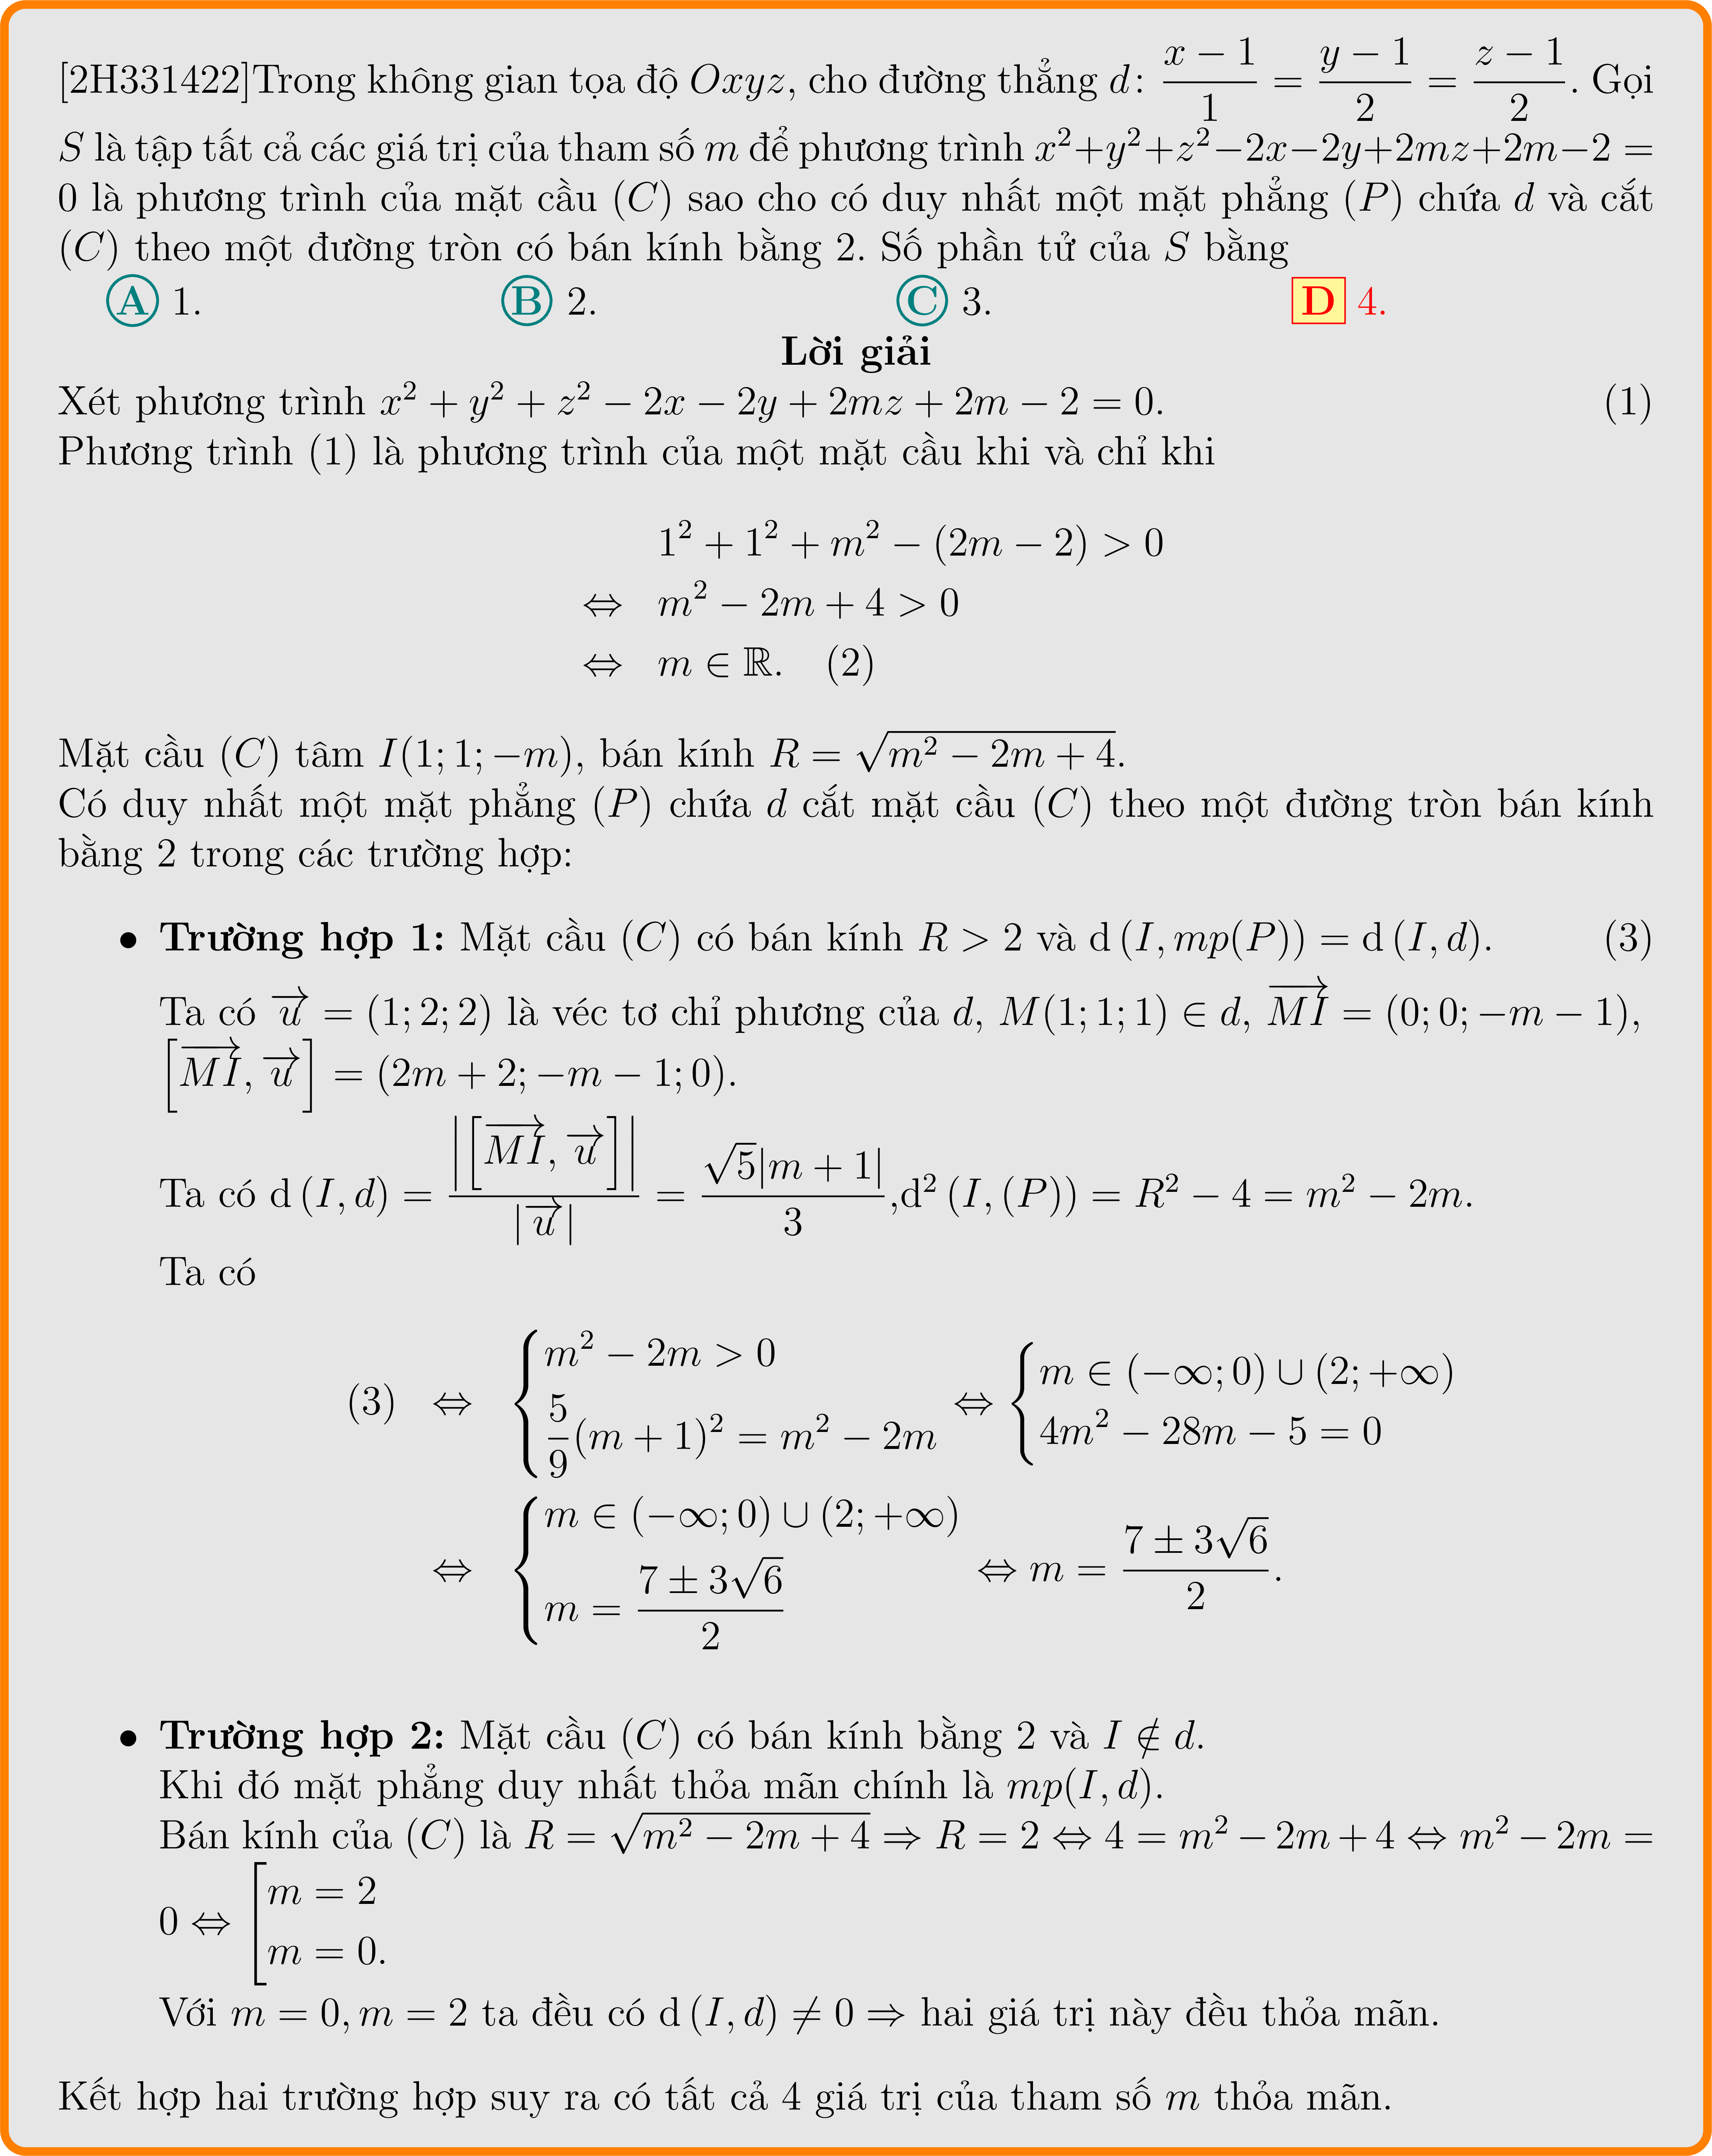 [2H331422]Trong không gian tọa độ $Oxyz$, cho đường thẳng $d\colon \dfrac{x-1}{1} = \dfrac{y-1}{2} = \dfrac{z-1}{2}$. Gọi
$S$ là tập tất cả các giá trị của tham số $m$ để phương trình $x^2+y^2+z^2-2x-2y+2mz+2m-2 =$
$0$ là phương trình của mặt cầu $(C)$ sao cho có duy nhất một mặt phẳng $(P)$ chứa $d$ và cắt
$(C)$ theo một đường tròn có bán kính bằng 2. Số phần tử của $S$ bằng
A 1. B 2. C 3. D 4.
Lời giải
Xét phương trình $x^2 + y^2 + z^2 - 2x - 2y + 2mz + 2m - 2 = 0$. (1)
Phương trình (1) là phương trình của một mặt cầu khi và chỉ khi
$1^2 + 1^2 + m^2 - (2m - 2) > 0$
$\Leftrightarrow m^2 - 2m + 4 > 0$
$\Leftrightarrow m \in \mathbb{R}$. (2)
Mặt cầu $(C)$ tâm $I(1; 1; -m)$, bán kính $R = \sqrt{m^2 - 2m + 4}$.
Có duy nhất một mặt phẳng $(P)$ chứa $d$ cắt mặt cầu $(C)$ theo một đường tròn bán kính
bằng 2 trong các trường hợp:
• Trường hợp 1: Mặt cầu $(C)$ có bán kính $R > 2$ và $\mathrm{d}\,(I, mp(P)) = \mathrm{d}\,(I, d)$. (3)
Ta có $\overrightarrow{u} = (1; 2; 2)$ là véc tơ chỉ phương của $d$, $M(1; 1; 1) \in d$, $\overrightarrow{MI} = (0; 0; -m - 1)$,
$\left[\overrightarrow{MI}, \overrightarrow{u}\right] = (2m + 2; -m - 1; 0)$.
Ta có $\mathrm{d}\,(I, d) = \dfrac{\left|\left[\overrightarrow{MI}, \overrightarrow{u}\right]\right|}{|\overrightarrow{u}|} = \dfrac{\sqrt{5}|m + 1|}{3}$,$\mathrm{d}^2\,(I, (P)) = R^2 - 4 = m^2 - 2m$.
Ta có
$(3) \Leftrightarrow \begin{cases} m^2 - 2m > 0 \\ \dfrac{5}{9}(m + 1)^2 = m^2 - 2m \end{cases} \Leftrightarrow \begin{cases} m \in (-\infty; 0) \cup (2; +\infty) \\ 4m^2 - 28m - 5 = 0 \end{cases}$
$\Leftrightarrow \begin{cases} m \in (-\infty; 0) \cup (2; +\infty) \\ m = \dfrac{7 \pm 3\sqrt{6}}{2} \end{cases} \Leftrightarrow m = \dfrac{7 \pm 3\sqrt{6}}{2}.$
• Trường hợp 2: Mặt cầu $(C)$ có bán kính bằng 2 và $I \notin d$.
Khi đó mặt phẳng duy nhất thỏa mãn chính là $mp(I, d)$.
Bán kính của $(C)$ là $R = \sqrt{m^2 - 2m + 4} \Rightarrow R = 2 \Leftrightarrow 4 = m^2 - 2m + 4 \Leftrightarrow m^2 - 2m =$
$0 \Leftrightarrow \left[\begin{array}{l} m = 2 \\ m = 0. \end{array}\right.$
Với $m = 0, m = 2$ ta đều có $\mathrm{d}\,(I, d) \neq 0 \Rightarrow$ hai giá trị này đều thỏa mãn.
Kết hợp hai trường hợp suy ra có tất cả 4 giá trị của tham số $m$ thỏa mãn.